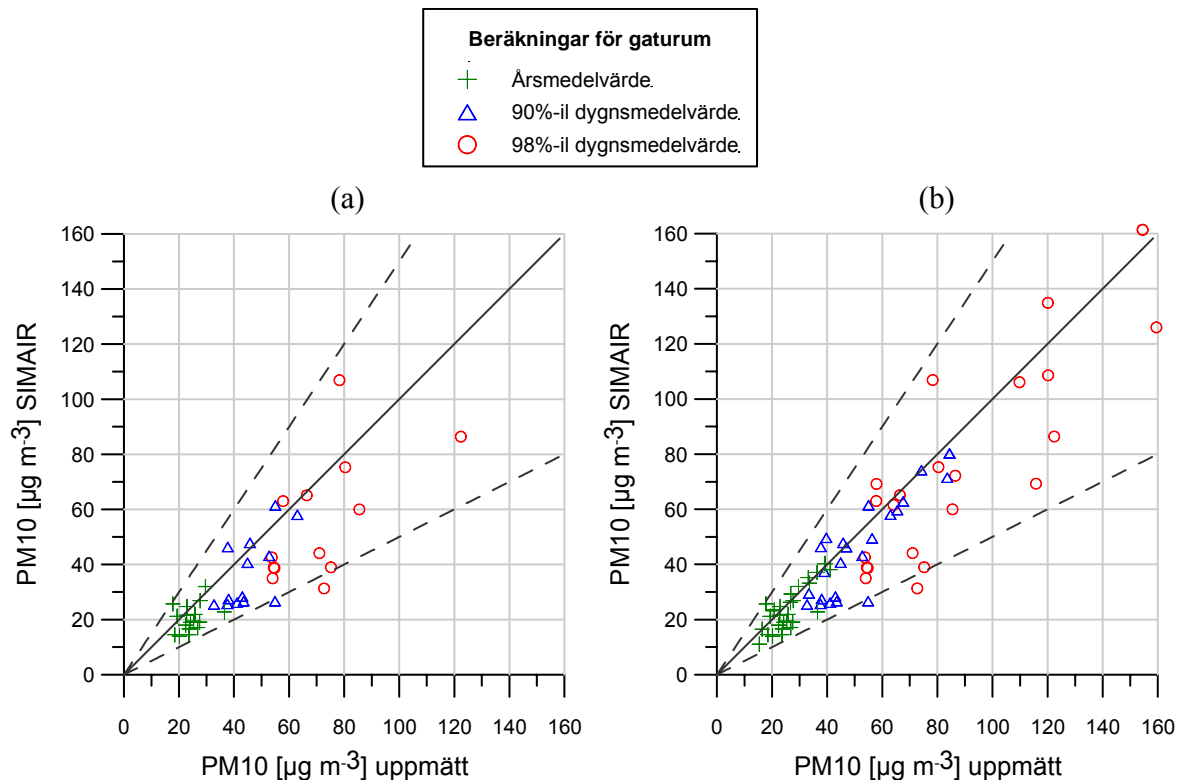 Beräkningar för gaturum
Årsmedelvärde
90%-il dygnsmedelvärde
98%-il dygnsmedelvärde
(a)
(b)
160
140
120
100
80
60
40
20
0
PM10 [µg m-3] SIMAIR
0 20 40 60 80 100 120 140 160
PM10 [µg m-3] uppmätt
160
140
120
100
80
60
40
20
0
PM10 [µg m-3] SIMAIR
0 20 40 60 80 100 120 140 160
PM10 [µg m-3] uppmätt